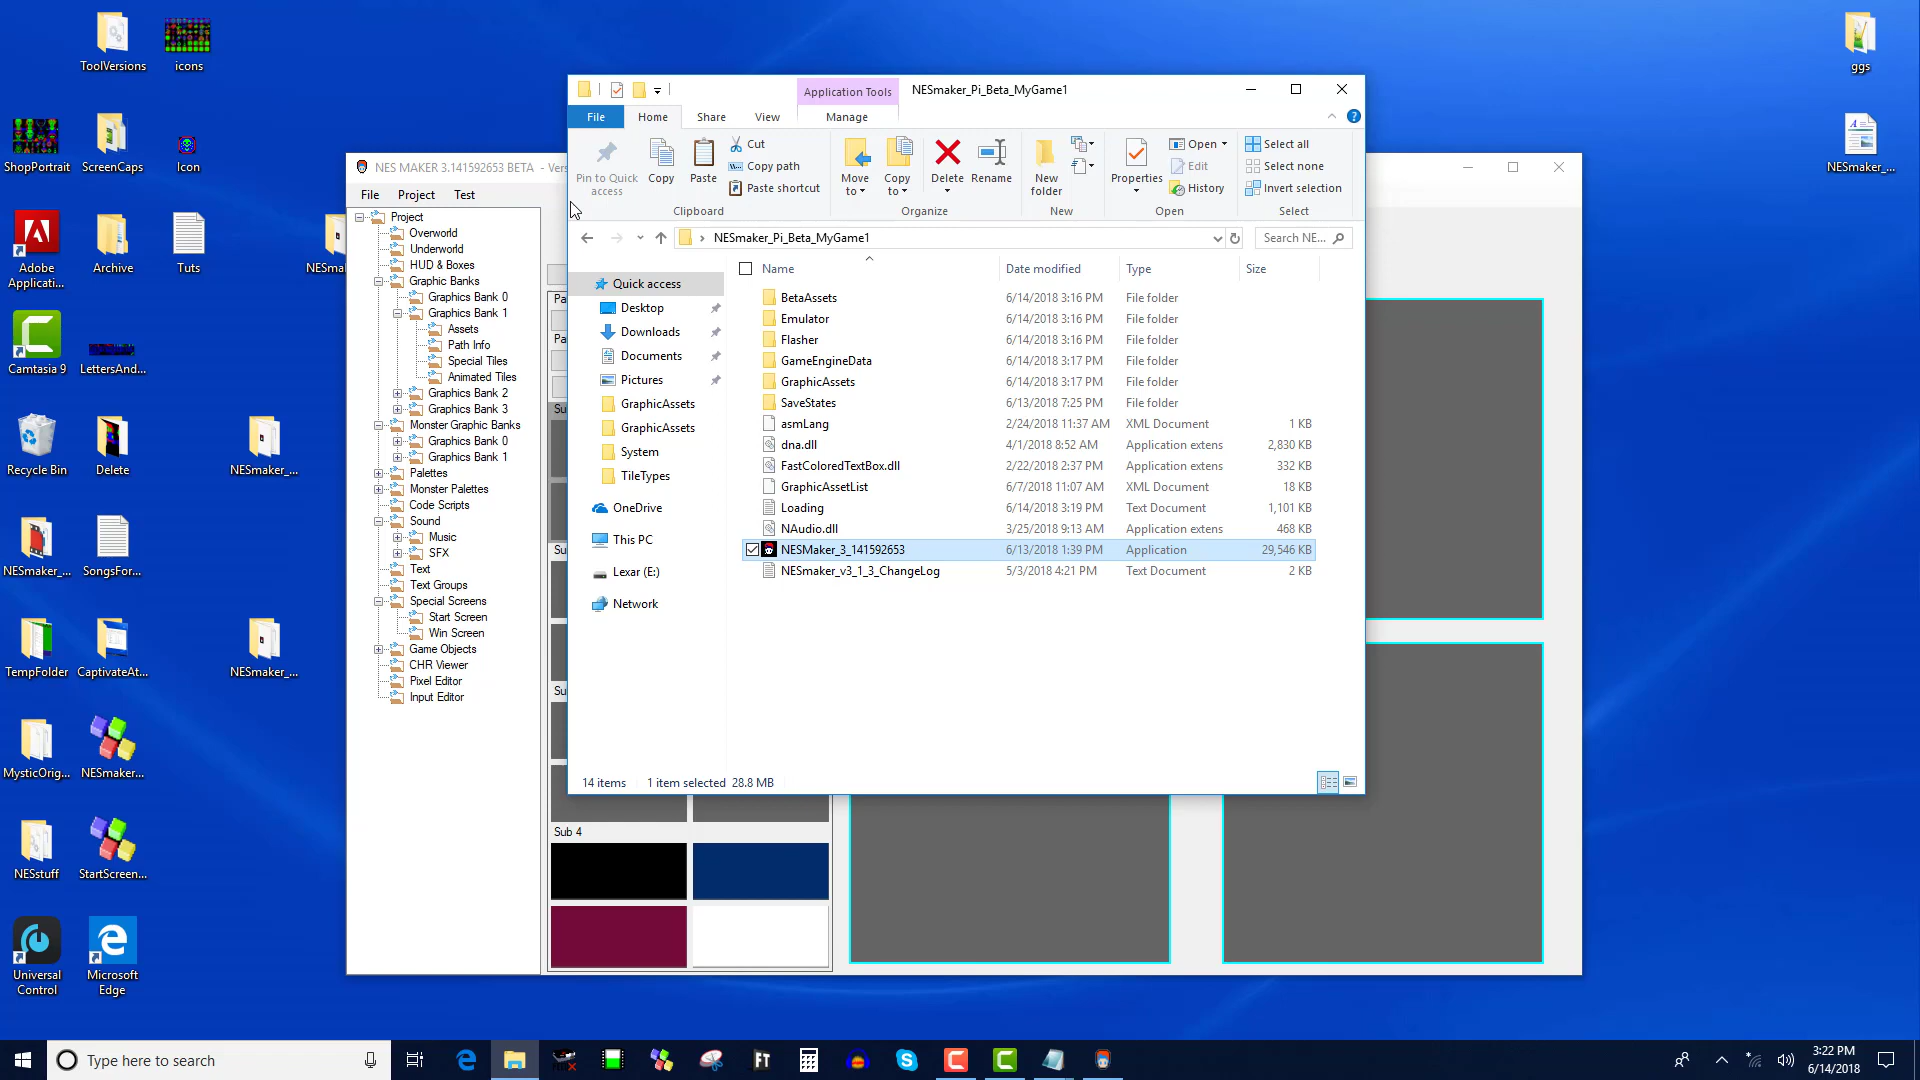 ToolVersions
icons
ggs
ShopPortrait
ScreenCaps
Icon
NESmaker_...
Adobe
Applicati...
Archive
Tuts
NESmal
Camtasia 9
LettersAnd...
Recycle Bin
Delete
NESmaker_...
NESmaker_...
SongsFor...
TempFolder
CaptivateAt...
NESmaker_...
MysticOrig...
NESmaker...
NESstuff
StartScreen...
Universal
Control
Microsoft
Edge
NES MAKER 3.141592653 BETA - Vers
File Project Test
Project
Overworld
Underworld
HUD & Boxes
Graphic Banks
Graphics Bank 0
Graphics Bank 1
Assets
Path Info
Special Tiles
Animated Tiles
Graphics Bank 2
Graphics Bank 3
Monster Graphic Banks
Graphics Bank 0
Graphics Bank 1
Palettes
Monster Palettes
Code Scripts
Sound
Music
SFX
Text
Text Groups
Special Screens
Start Screen
Win Screen
Game Objects
CHR Viewer
Pixel Editor
Input Editor
Pa
Pa
Su
Su
Su
Sub 4
Application Tools NESmaker_Pi_Beta_MyGame1
File Home Share View Manage
Pin to Quick
access
Copy
Paste
Cut
Copy path
Paste shortcut
Clipboard
Move
to
Copy
to
Delete
Rename
Organize
New
folder
New
Properties
Open
Edit
History
Open
Select all
Select none
Invert selection
Select
NESmaker_Pi_Beta_MyGame1
Search NE...
Quick access
Desktop
Downloads
Documents
Pictures
GraphicAssets
GraphicAssets
System
TileTypes
OneDrive
This PC
Lexar (E:)
Network
Name Date modified Type Size
BetaAssets 6/14/2018 3:16 PM File folder
Emulator 6/14/2018 3:16 PM File folder
Flasher 6/14/2018 3:16 PM File folder
GameEngineData 6/14/2018 3:17 PM File folder
GraphicAssets 6/14/2018 3:17 PM File folder
SaveStates 6/13/2018 7:25 PM File folder
asmLang 2/24/2018 11:37 AM XML Document 1 KB
dna.dll 4/1/2018 8:52 AM Application extens 2,830 KB
FastColoredTextBox.dll 2/22/2018 2:37 PM Application extens 332 KB
GraphicAssetList 6/7/2018 11:07 AM XML Document 18 KB
Loading 6/14/2018 3:19 PM Text Document 1,101 KB
NAudio.dll 3/25/2018 9:13 AM Application extens 468 KB
NESMaker_3_141592653 6/13/2018 1:39 PM Application 29,546 KB
NESmaker_v3_1_3_ChangeLog 5/3/2018 4:21 PM Text Document 2 KB
14 items 1 item selected 28.8 MB
Type here to search
FT
3:22 PM
6/14/2018